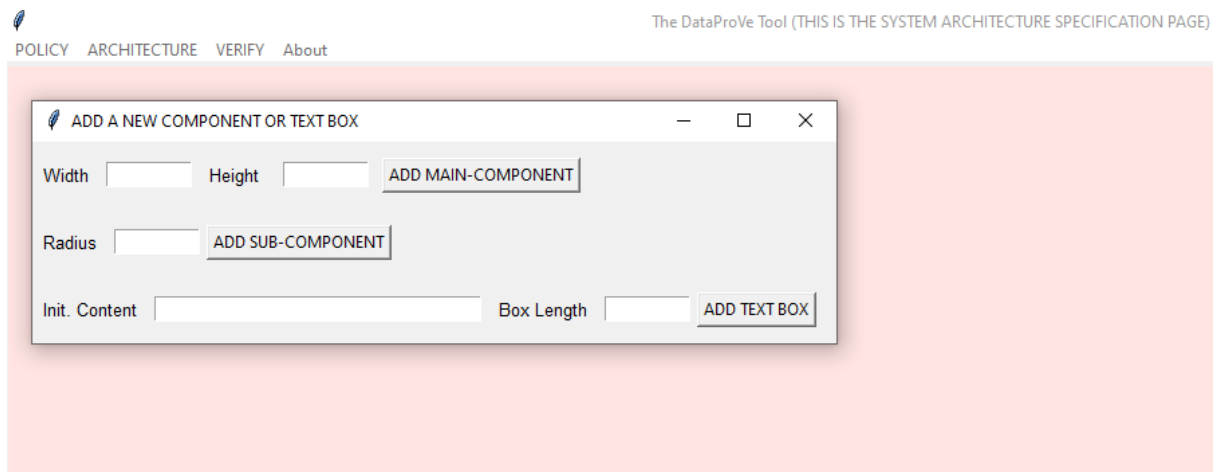 The DataProVe Tool (THIS IS THE SYSTEM ARCHITECTURE SPECIFICATION PAGE)
POLICY ARCHITECTURE VERIFY About
ADD A NEW COMPONENT OR TEXT BOX
Width Height ADD MAIN-COMPONENT
Radius ADD SUB-COMPONENT
Init. Content Box Length ADD TEXT BOX